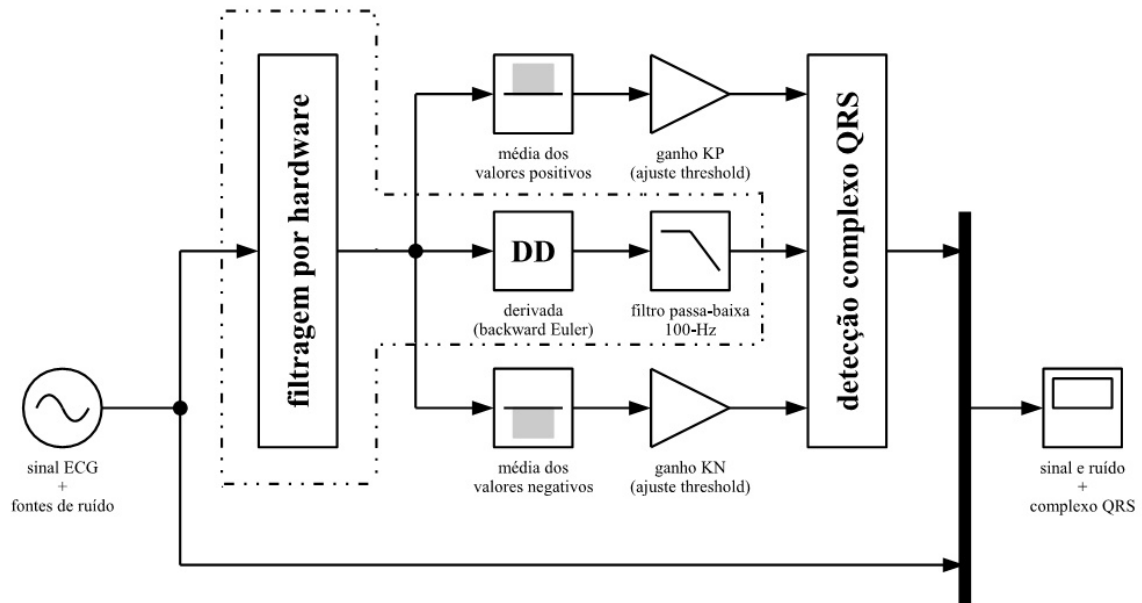 filtragem por hardware
média dos
valores positivos
ganho KP
(ajuste threshold)
DD
derivada
(backward Euler)
filtro passa-baixa
100-Hz
média dos
valores negativos
ganho KN
(ajuste threshold)
detecção complexo QRS
sinal ECG
+
fontes de ruído
sinal e ruído
+
complexo QRS